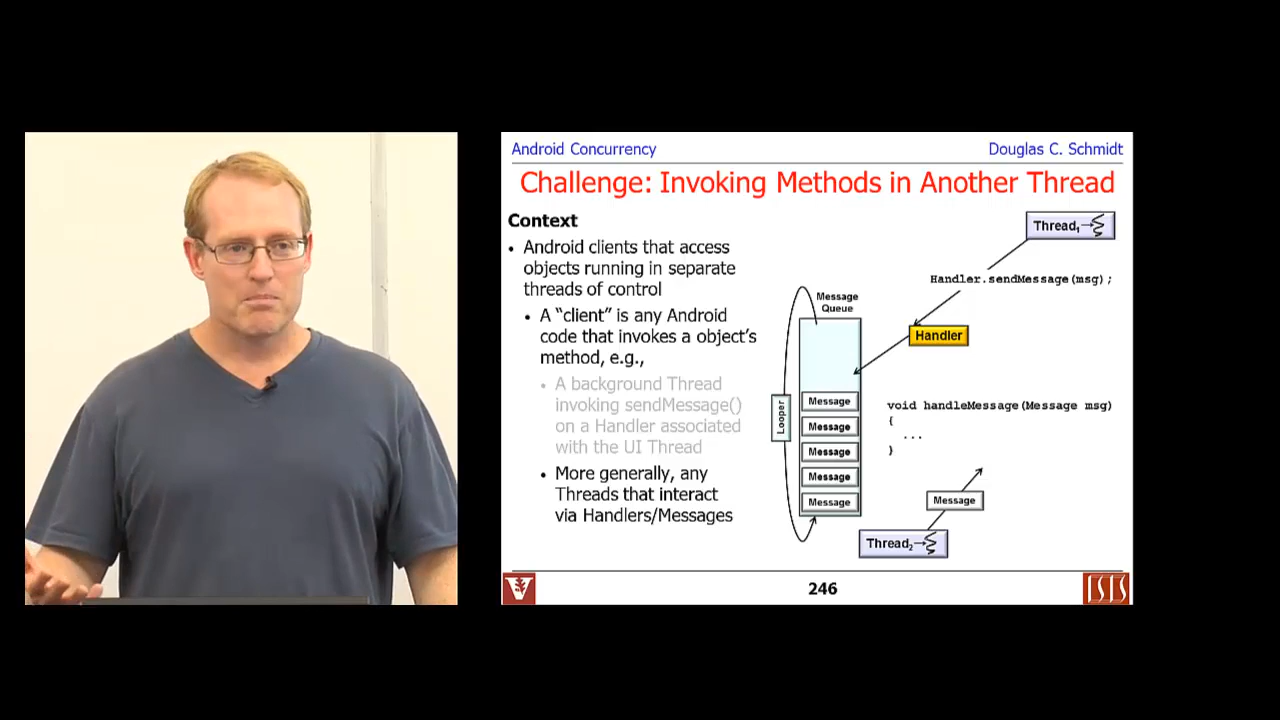 Android Concurrency
Douglas C. Schmidt
Challenge: Invoking Methods in Another Thread
Context
• Android clients that access
objects running in separate
threads of control
• A “client” is any Android
code that invokes a object’s
method, e.g.,
• A background Thread
invoking sendMessage()
on a Handler associated
with the UI Thread
• More generally, any
Threads that interact
via Handlers/Messages
Thread1
Handler.sendMessage(msg);
Message
Queue
Handler
Looper
Message
Message
Message
Message
Message
void handleMessage(Message msg)
{
...
}
Message
Thread2
246
V
ISIS